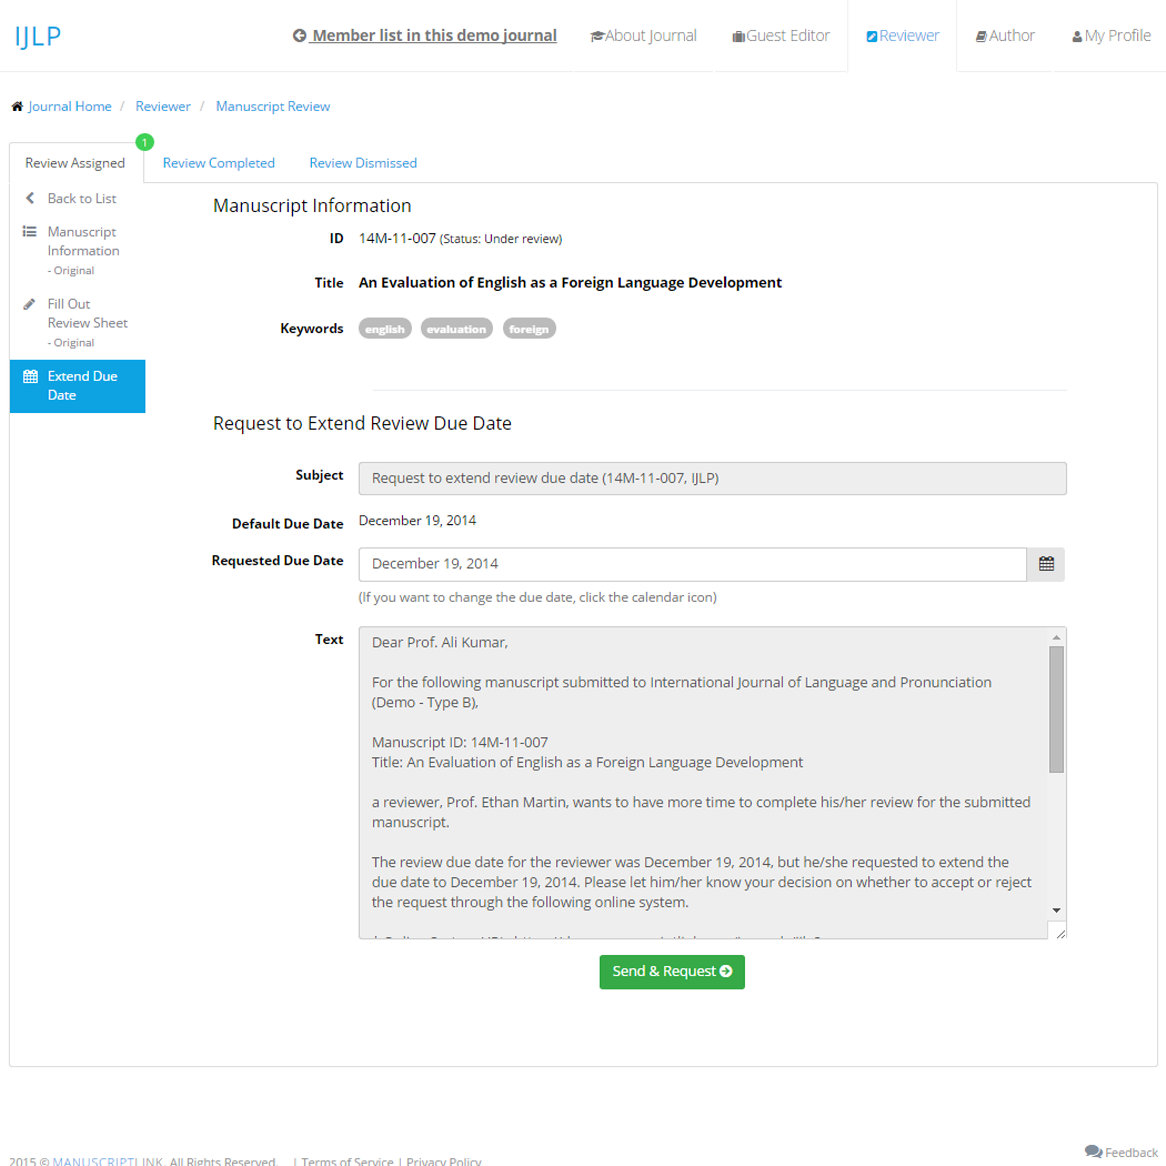 IJLP
Member list in this demo journal
About Journal
Guest Editor
Reviewer
Author
My Profile
Journal Home / Reviewer / Manuscript Review
1
Review Assigned
Review Completed
Review Dismissed
Back to List
Manuscript
Information
- Original
Fill Out
Review Sheet
- Original
Extend Due
Date
Manuscript Information
ID 14M-11-007 (Status: Under review)
Title An Evaluation of English as a Foreign Language Development
Keywords english evaluation foreign
Request to Extend Review Due Date
Subject Request to extend review due date (14M-11-007, IJLP)
Default Due Date December 19, 2014
Requested Due Date December 19, 2014
(If you want to change the due date, click the calendar icon)
Text
Dear Prof. Ali Kumar,
For the following manuscript submitted to International Journal of Language and Pronunciation
(Demo - Type B),
Manuscript ID: 14M-11-007
Title: An Evaluation of English as a Foreign Language Development
a reviewer, Prof. Ethan Martin, wants to have more time to complete his/her review for the submitted
manuscript.
The review due date for the reviewer was December 19, 2014, but he/she requested to extend the
due date to December 19, 2014. Please let him/her know your decision on whether to accept or reject
the request through the following online system.
Send & Request
Feedback
2015 © MANUSCRIPTLINK. All Rights Reserved. | Terms of Service | Privacy Policy